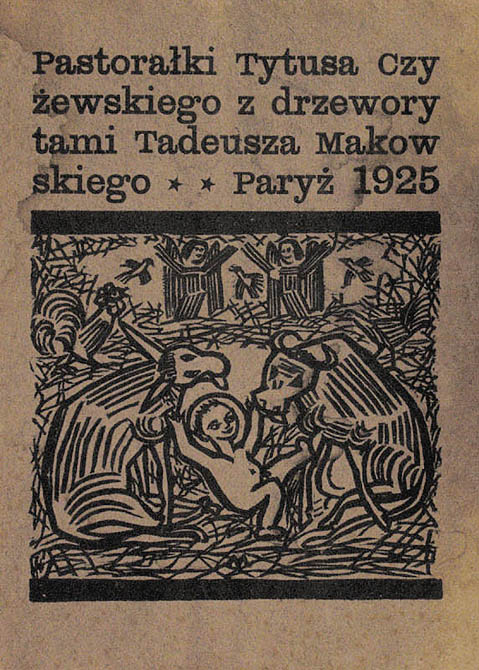 Pastorałki Tytusa Czy
żewskiego z drzewory
tami Tadeusza Makow
skiego ★ ★ Paryż 1925